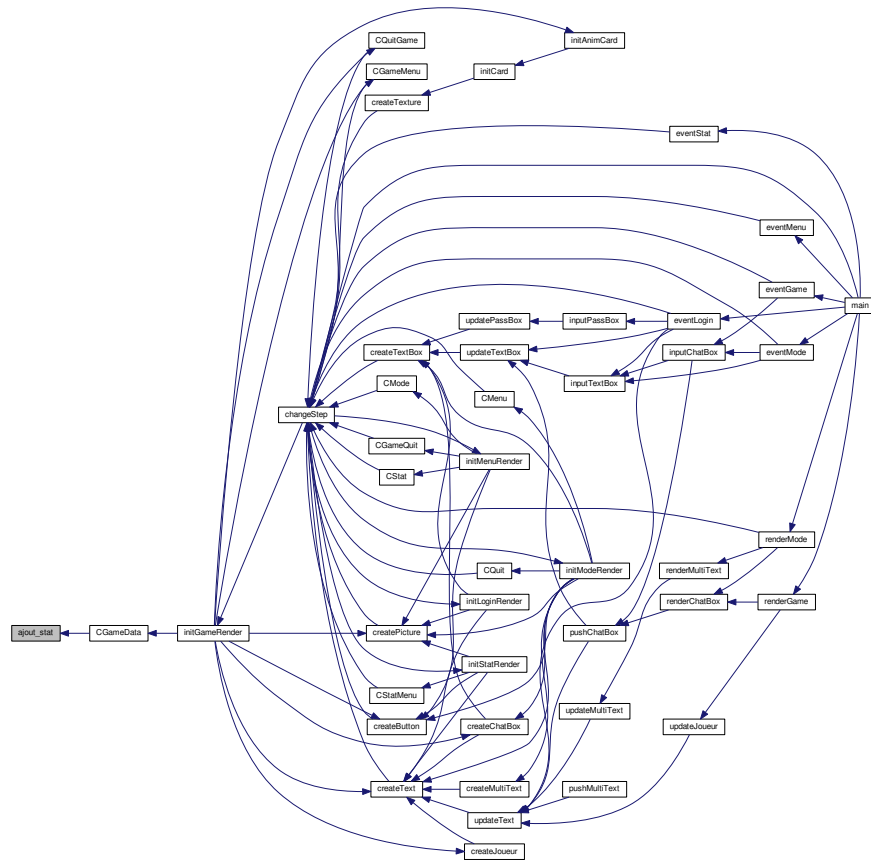 CQuitGame
initAnimCard
CGameMenu
initCard
createTexture
eventStat
eventMenu
eventGame
main
updatePassBox
inputPassBox
eventLogin
createTextBox
updateTextBox
inputChatBox
eventMode
CMode
inputTextBox
CMenu
changeStep
CGameQuit
initMenuRender
CStat
renderMode
CQuit
initModeRender
renderMultiText
initLoginRender
renderChatBox
renderGame
ajout_stat
CGameData
initGameRender
createPicture
pushChatBox
initStatRender
CStatMenu
updateMultiText
createButton
createChatBox
updateJoueur
createText
createMultiText
pushMultiText
updateText
createJoueur